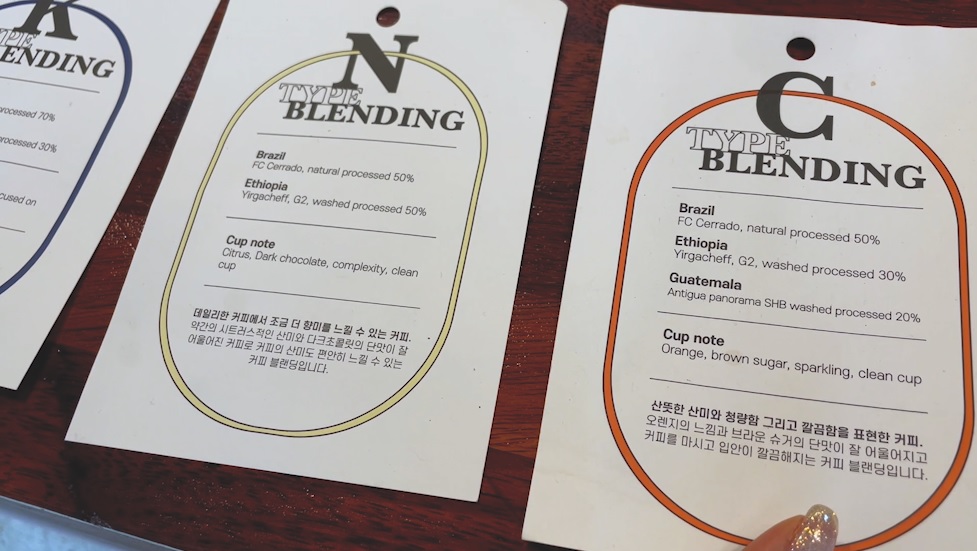 K
TYPE
BLENDING
processed 70%
processed 30%
N
TYPE
BLENDING
Brazil
FC Cerrado, natural processed 50%
Ethiopia
Yirgacheff, G2, washed processed 50%
Cup note
Citrus, Dark chocolate, complexity, clean
cup
데일리한 커피에서 조금 더 향미를 느낄 수 있는 커피.
약간의 시트러스적인 산미와 다크초콜릿의 단맛이 잘
어울어진 커피로 커피의 산미도 편안히 느낄 수 있는
커피 블랜딩입니다.
C
TYPE
BLENDING
Brazil
FC Cerrado, natural processed 50%
Ethiopia
Yirgacheff, G2, washed processed 30%
Guatemala
Antigua panorama SHB washed processed 20%
Cup note
Orange, brown sugar, sparkling, clean cup
산뜻한 산미와 청량함 그리고 깔끔함을 표현한 커피.
오렌지의 느낌과 브라운 슈거의 단맛이 잘 어울어지고
커피를 마시고 입안이 깔끔해지는 커피 블랜딩입니다.